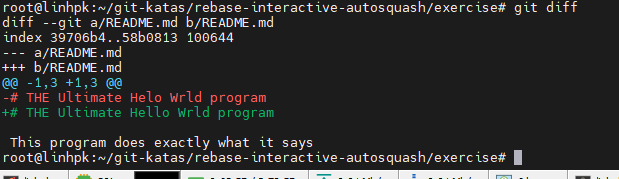 root@linhpk:~/git-katas/rebase-interactive-autosquash/exercise# git diff
diff --git a/README.md b/README.md
index 39706b4..58b0813 100644
--- a/README.md
+++ b/README.md
@@ -1,3 +1,3 @@
-# THE Ultimate Helo Wrld program
+# THE Ultimate Hello Wrld program

 This program does exactly what it says
root@linhpk:~/git-katas/rebase-interactive-autosquash/exercise#